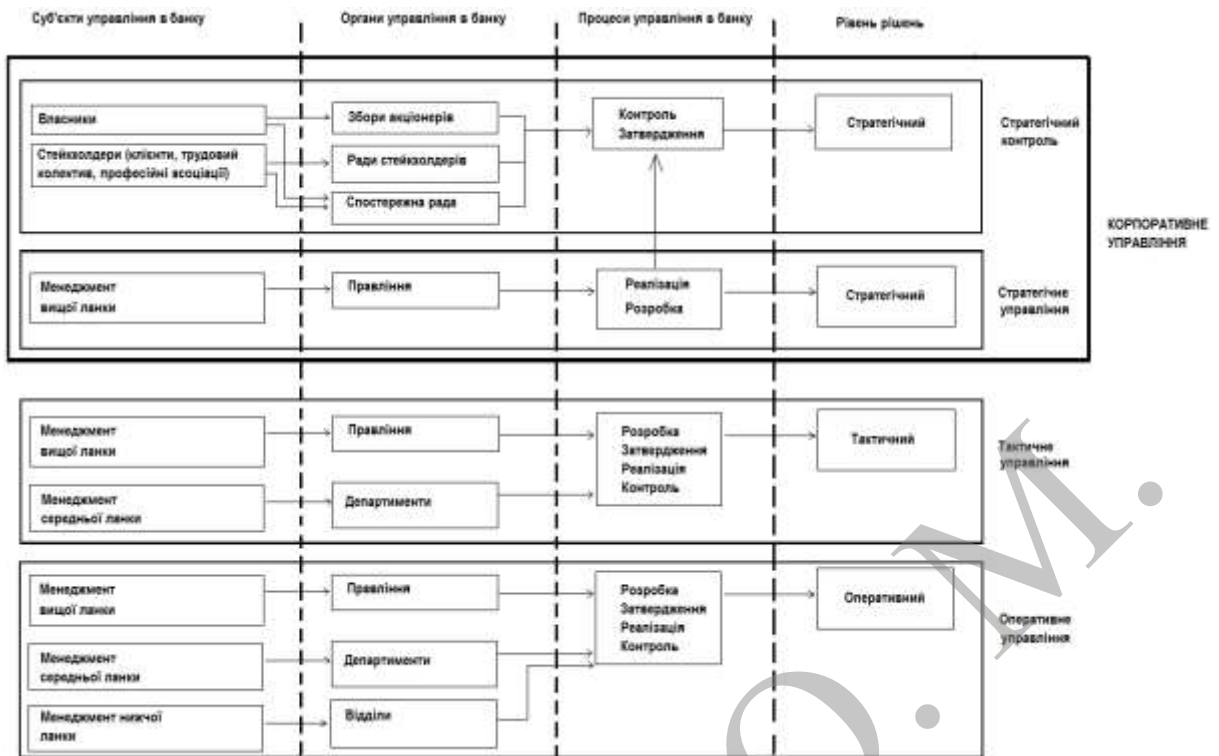 Суб'єкти управління в банку
Органи управління в банку
Процеси управління в банку
Рівень рішень
Власники
Збори акціонерів
Контроль
Затвердження
Стратегічний
Стратегічний
контроль
Стейкхолдери (клієнти, трудовий
колектив, професійні асоціації)
Ради стейкхолдерів
Спостережна рада
КОРПОРАТИВНЕ
УПРАВЛІННЯ
Менеджмент
вищої ланки
Правління
Реалізація
Розробка
Стратегічний
Стратегічне
управління
Менеджмент
вищої ланки
Правління
Розробка
Затвердження
Реалізація
Контроль
Тактичний
Тактичне
управління
Менеджмент
середньої ланки
Департименти
Менеджмент
вищої ланки
Правління
Розробка
Затвердження
Реалізація
Контроль
Оперативний
Оперативне
управління
Менеджмент
середньої ланки
Департименти
Менеджмент нижчої
ланки
Відділи
О. М.